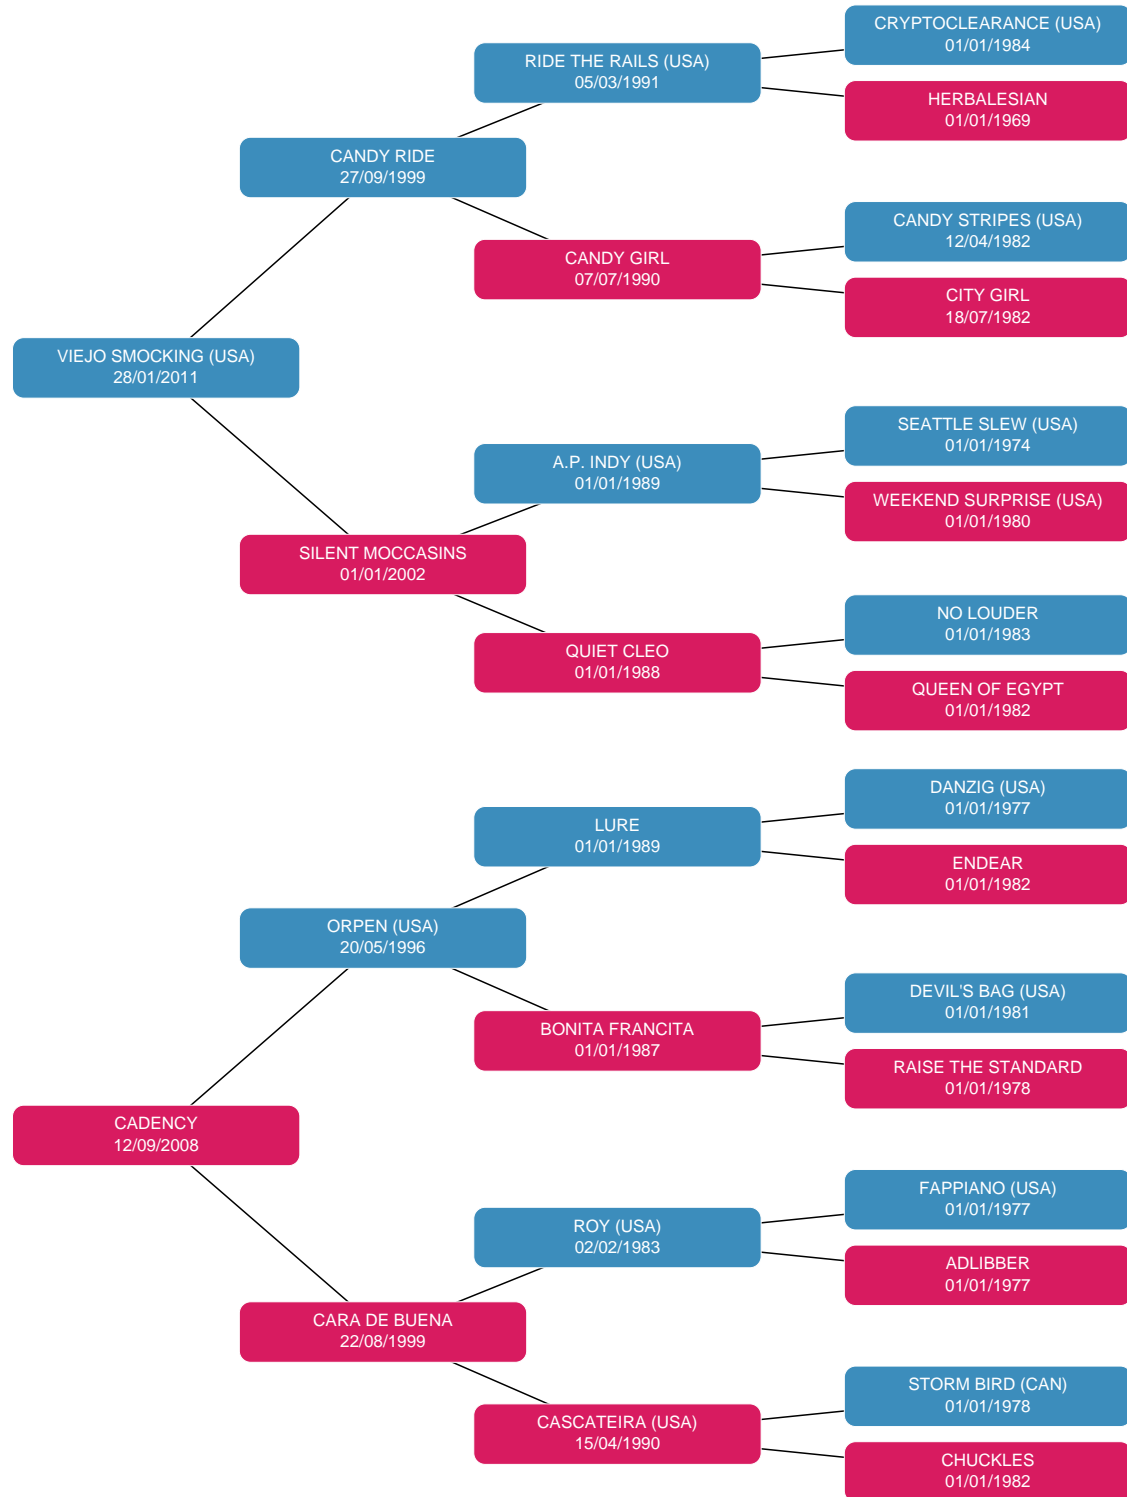 CRYPTOCLEARANCE (USA)
01/01/1984
RIDE THE RAILS (USA)
05/03/1991
HERBALESIAN
01/01/1969
CANDY RIDE
27/09/1999
CANDY STRIPES (USA)
12/04/1982
CANDY GIRL
07/07/1990
CITY GIRL
18/07/1982
VIEJO SMOCKING (USA)
28/01/2011
SEATTLE SLEW (USA)
01/01/1974
A.P. INDY (USA)
01/01/1989
WEEKEND SURPRISE (USA)
01/01/1980
SILENT MOCCASINS
01/01/2002
NO LOUDER
01/01/1983
QUIET CLEO
01/01/1988
QUEEN OF EGYPT
01/01/1982
DANZIG (USA)
01/01/1977
LURE
01/01/1989
ENDEAR
01/01/1982
ORPEN (USA)
20/05/1996
DEVIL'S BAG (USA)
01/01/1981
BONITA FRANCITA
01/01/1987
RAISE THE STANDARD
01/01/1978
CADENCY
12/09/2008
FAPPIANO (USA)
01/01/1977
ROY (USA)
02/02/1983
ADLIBBER
01/01/1977
CARA DE BUENA
22/08/1999
STORM BIRD (CAN)
01/01/1978
CASCATEIRA (USA)
15/04/1990
CHUCKLES
01/01/1982